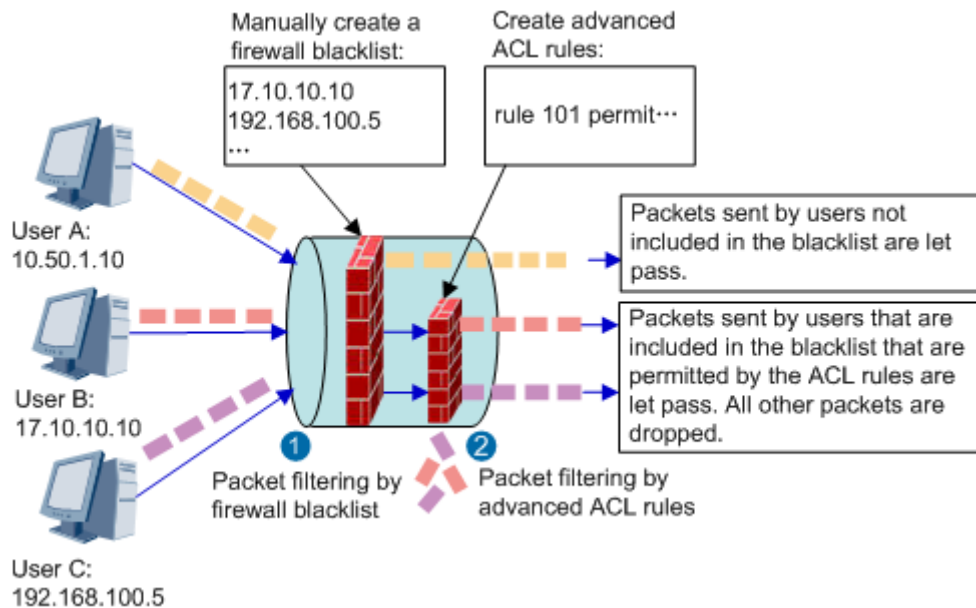 Manually create a
firewall blacklist:
17.10.10.10
192.168.100.5
...
Create advanced
ACL rules:
rule 101 permit···
User A:
10.50.1.10
User B:
17.10.10.10
User C:
192.168.100.5
1
Packet filtering by
firewall blacklist
2
Packet filtering by
advanced ACL rules
Packets sent by users not
included in the blacklist are let
pass.
Packets sent by users that are
included in the blacklist that are
permitted by the ACL rules are
let pass. All other packets are
dropped.